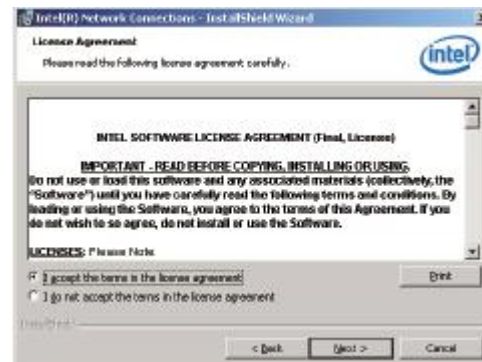 Intel(R) Network Connections - InstallShield Wizard
License Agreement
Please read the following license agreement carefully.
intel
INTEL SOFTWARE LICENSE AGREEMENT (Final, License)
IMPORTANT - READ BEFORE COPYING, INSTALLING OR USING.
Do not use or load this software and any associated materials (collectively, the
"Software") until you have carefully read the following terms and conditions. By
loading or using the Software, you agree to the terms of this Agreement. If you
do not wish to so agree, do not install or use the Software.
LICENSES: Please Note:
I accept the terms in the license agreement
Print
I do not accept the terms in the license agreement
InstallShield
< Back
Next >
Cancel